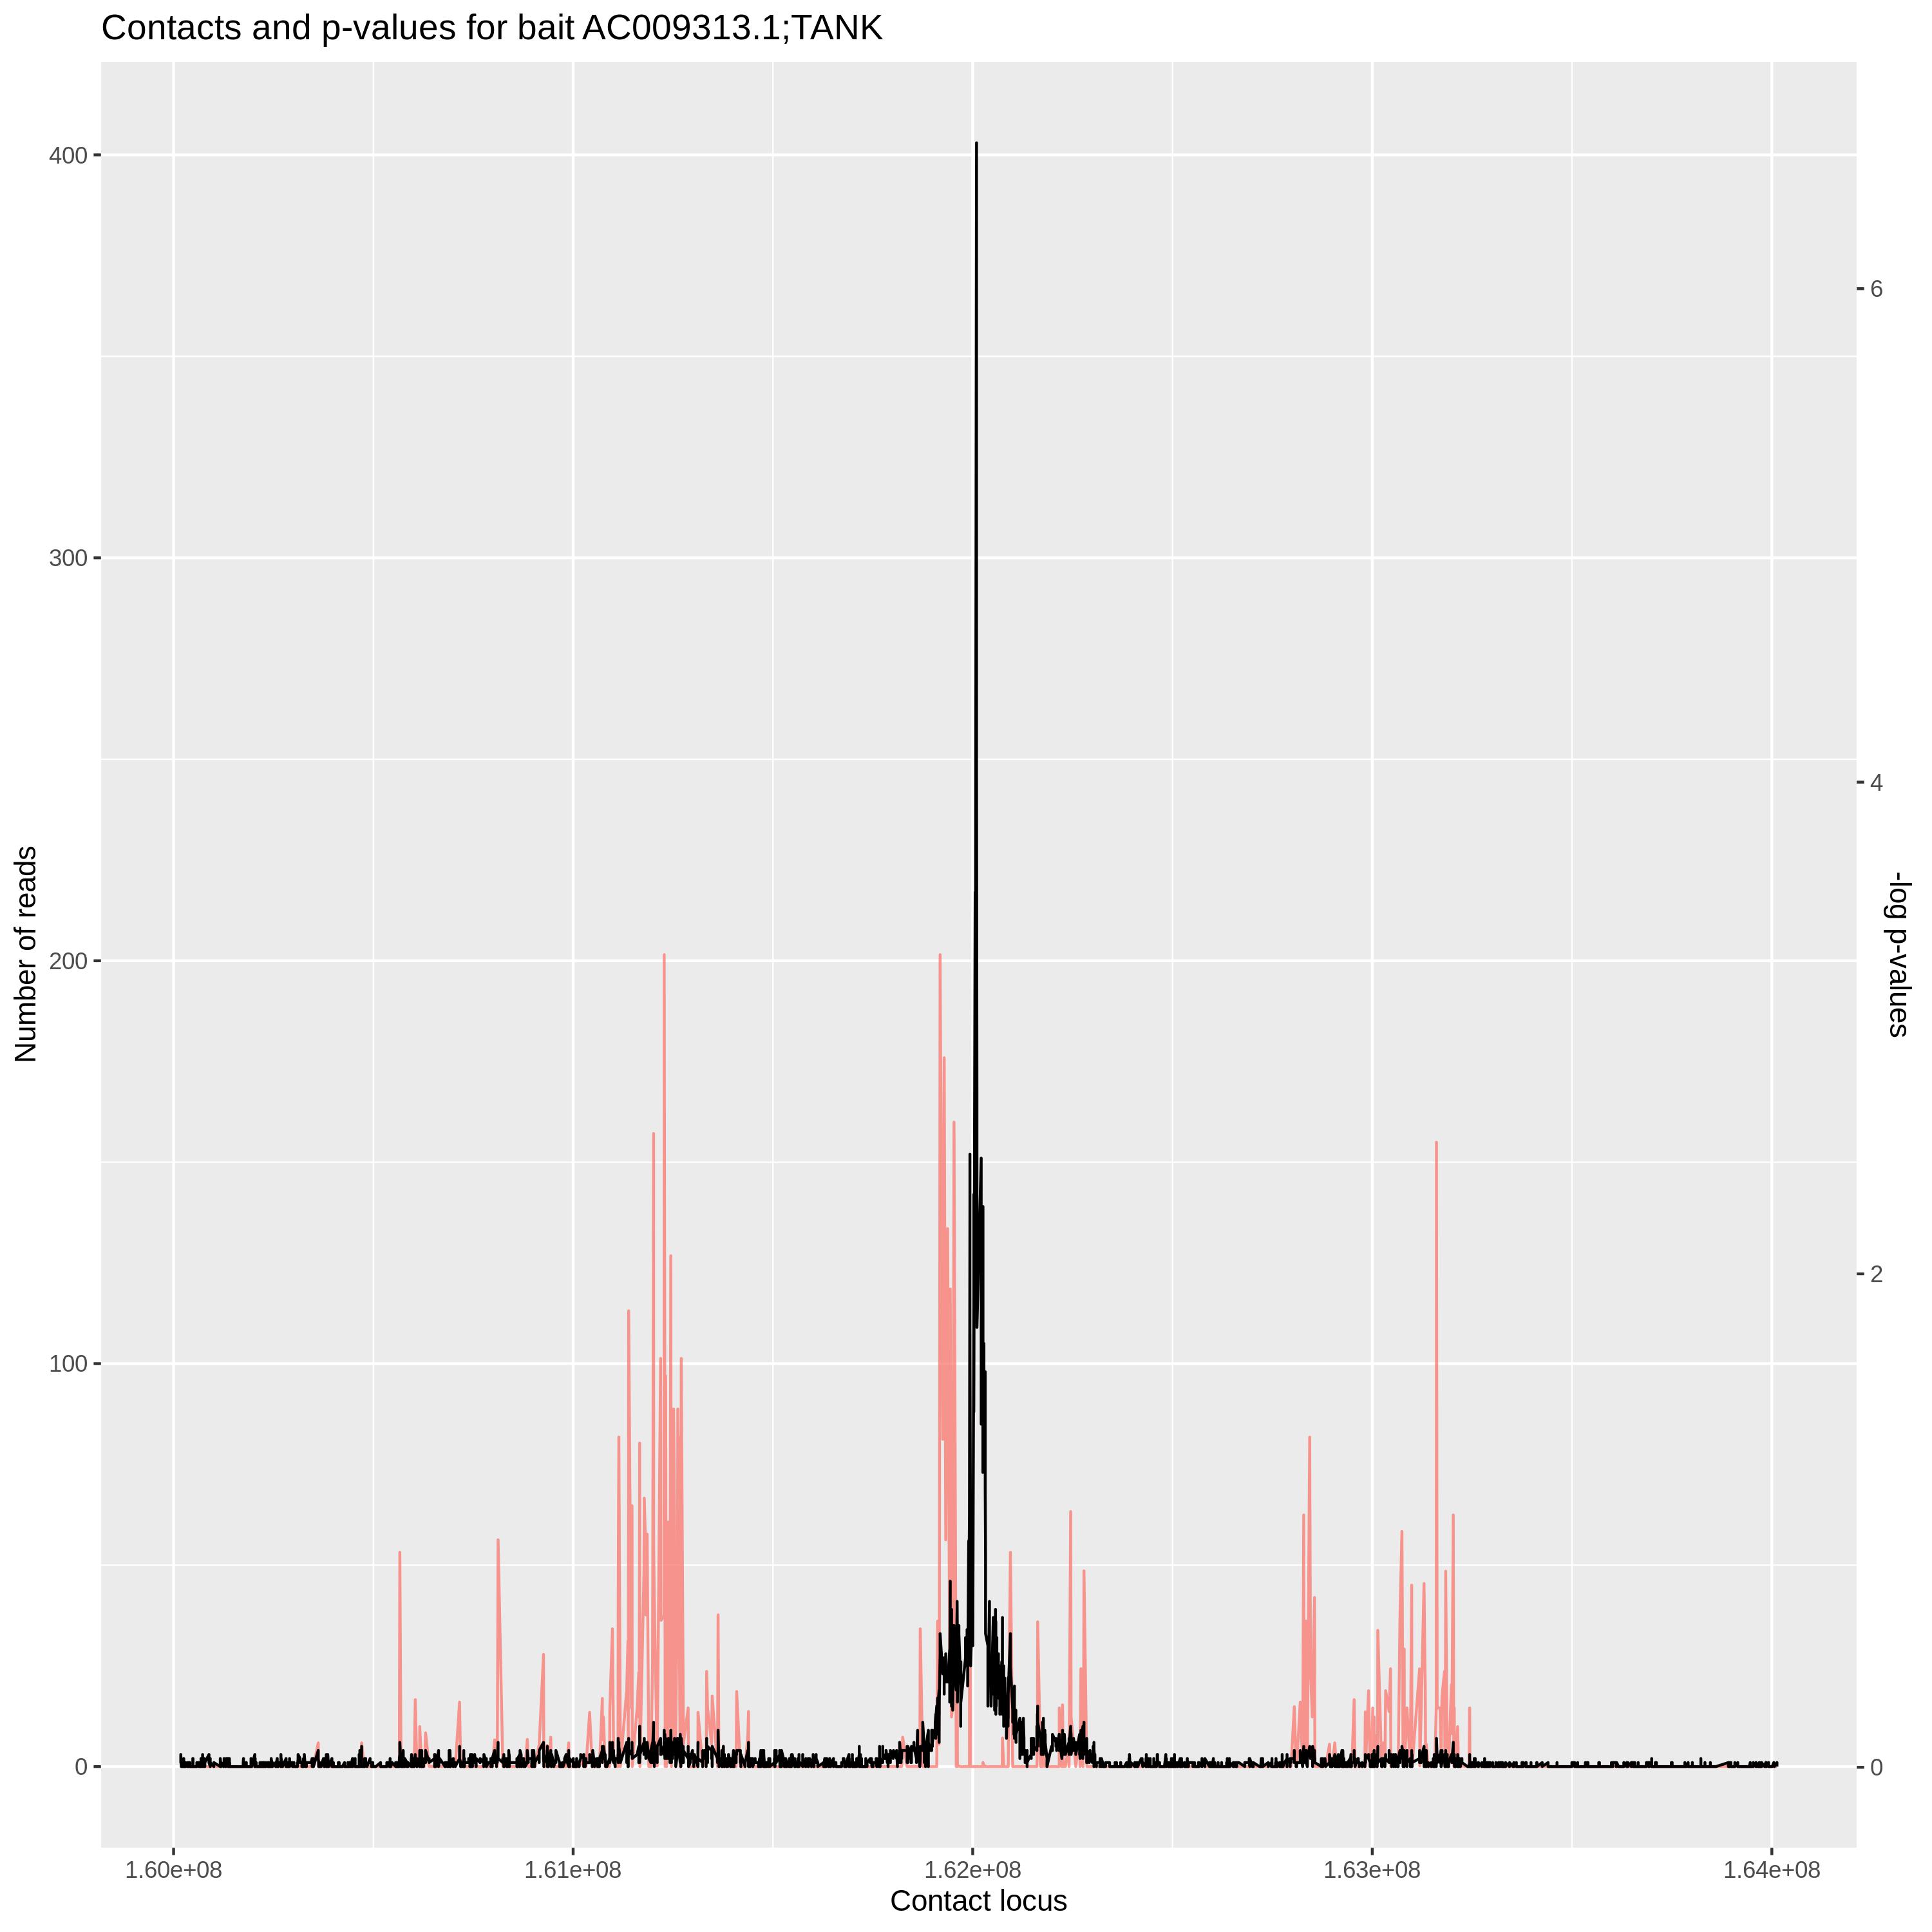 Contacts and p-values for bait AC009313.1;TANK
Number of reads
400
300
200
100
0
6
4
2
0
-log p-values
1.60e+08 1.61e+08 1.62e+08 1.63e+08 1.64e+08
Contact locus